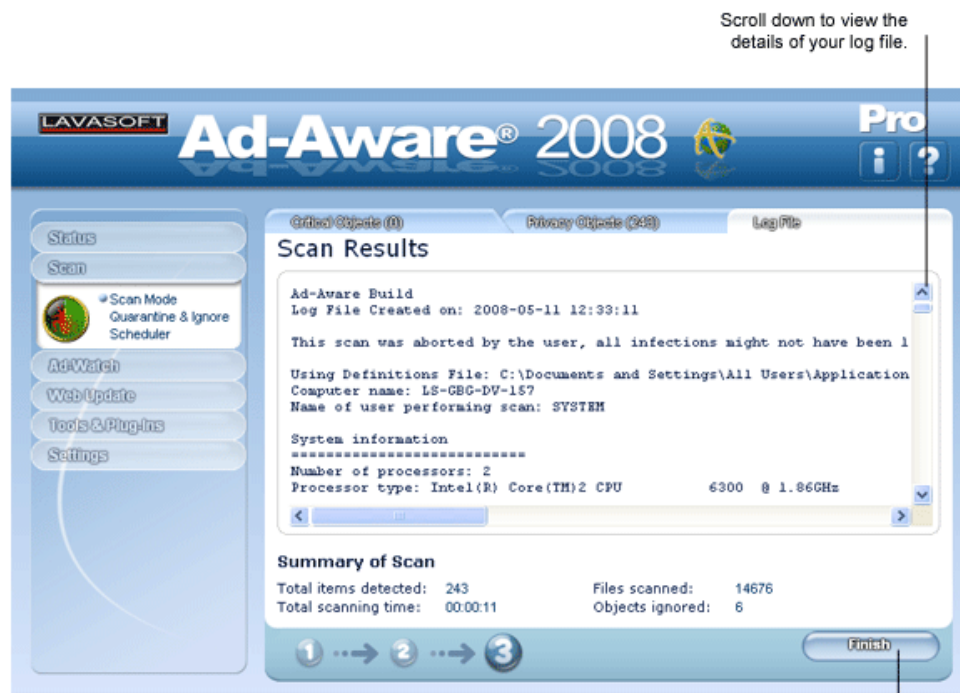 Scroll down to view the
details of your log file.
LAVASOFT
Ad-Aware® 2008
Pro
i ?
Status
Scan
Scan Mode
Quarantine & Ignore
Scheduler
Ad-Watch
Web Update
Tools & Plug-Ins
Settings
Critical Objects (0) Privacy Objects (243) Log File
Scan Results
Ad-Aware Build
Log File Created on: 2008-05-11 12:33:11
This scan was aborted by the user, all infections might not have been l
Using Definitions File: C:\Documents and Settings\All Users\Application
Computer name: LS-GBG-DV-157
Name of user performing scan: SYSTEM
System information
===========================
Number of processors: 2
Processor type: Intel(R) Core(TM)2 CPU 6300 @ 1.86GHz
Summary of Scan
Total items detected: 243 Files scanned: 14676
Total scanning time: 00:00:11 Objects ignored: 6
1 2 3
Finish